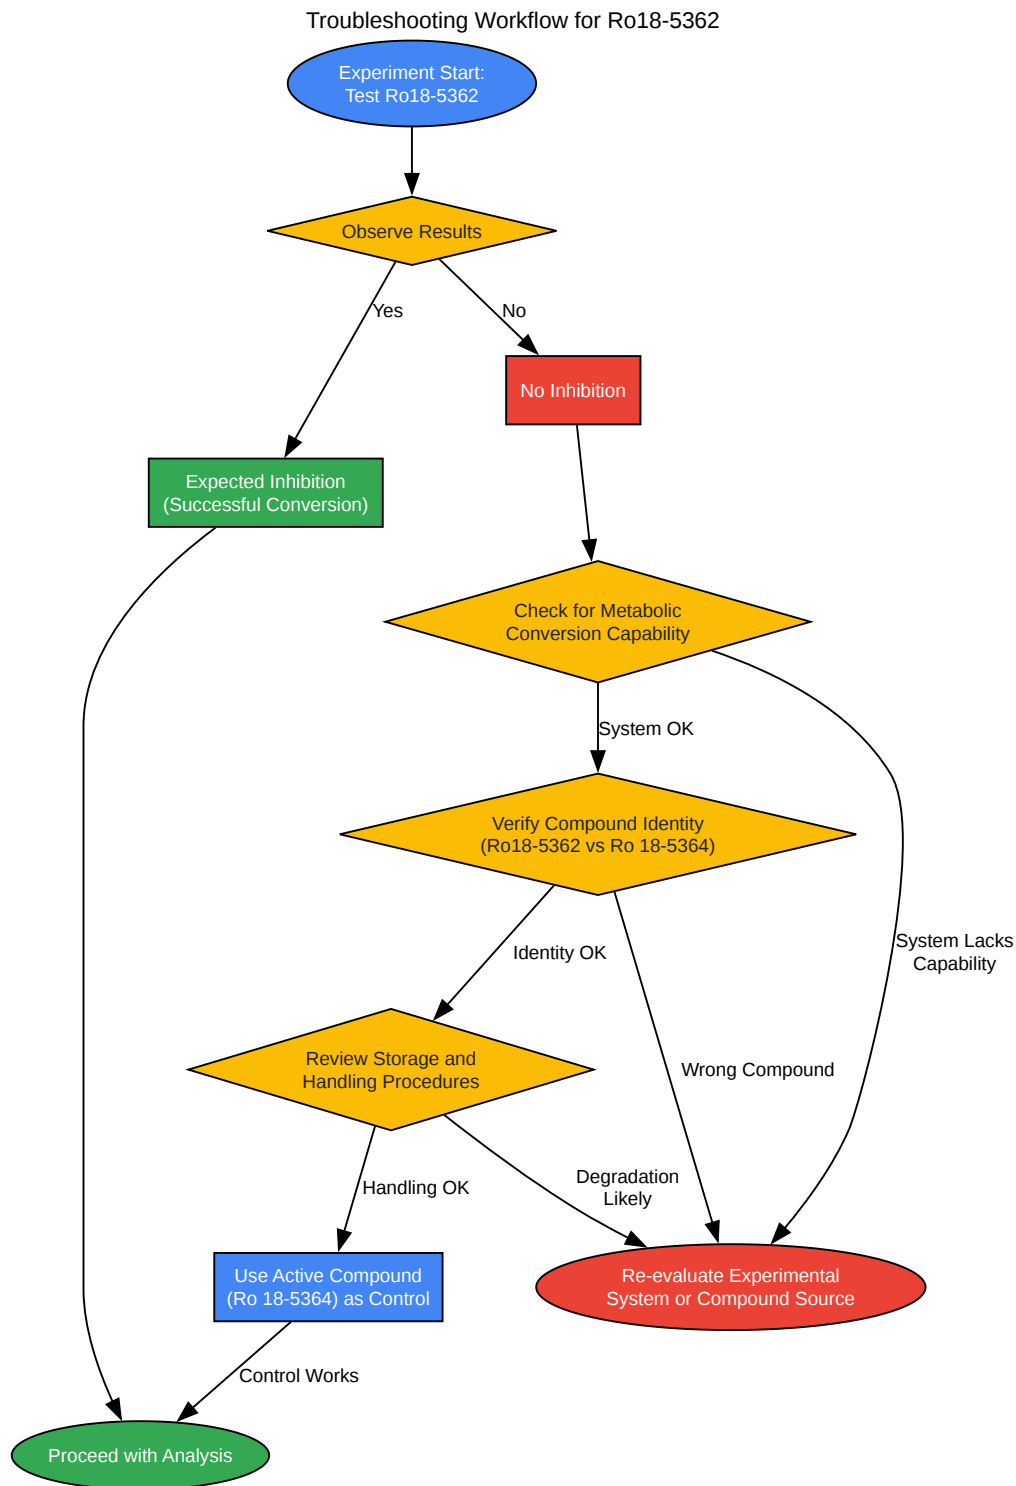 Troubleshooting Workflow for Ro18-5362
Experiment Start:
Test Ro18-5362
Observe Results
Yes
No
No Inhibition
Expected Inhibition
(Successful Conversion)
Check for Metabolic
Conversion Capability
System OK
Verify Compound Identity
(Ro18-5362 vs Ro 18-5364)
System Lacks
Capability
Identity OK
Review Storage and
Handling Procedures
Wrong Compound
Degradation
Likely
Handling OK
Use Active Compound
(Ro 18-5364) as Control
Re-evaluate Experimental
System or Compound Source
Control Works
Proceed with Analysis